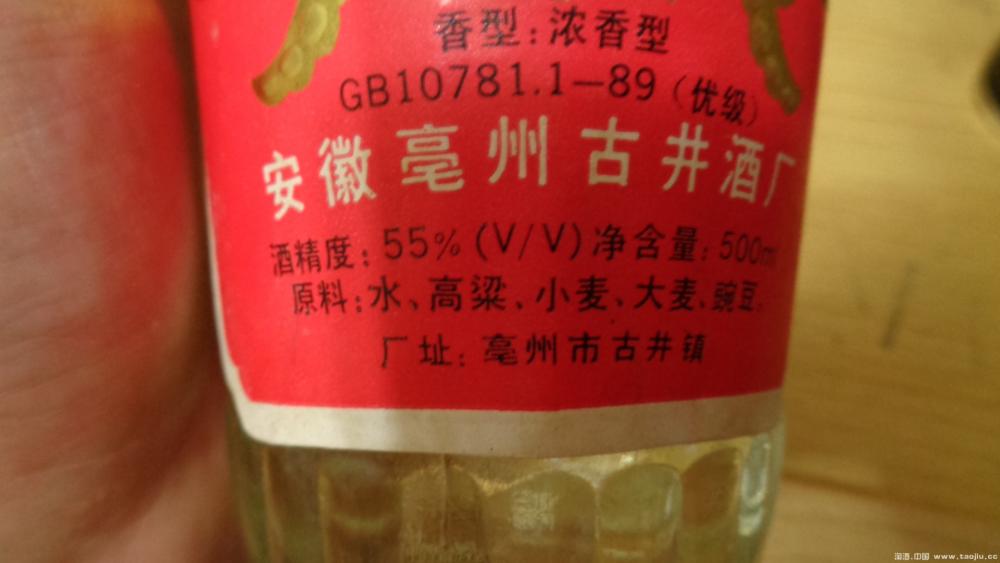 香型:浓香型
GB10781.1—89(优级)
安徽亳州古井酒厂
酒精度:55%(V/V)净含量:500ml
原料:水、高粱、小麦、大麦、豌豆。
厂址:亳州市古井镇
淘酒.中国 www.taojiu.cc